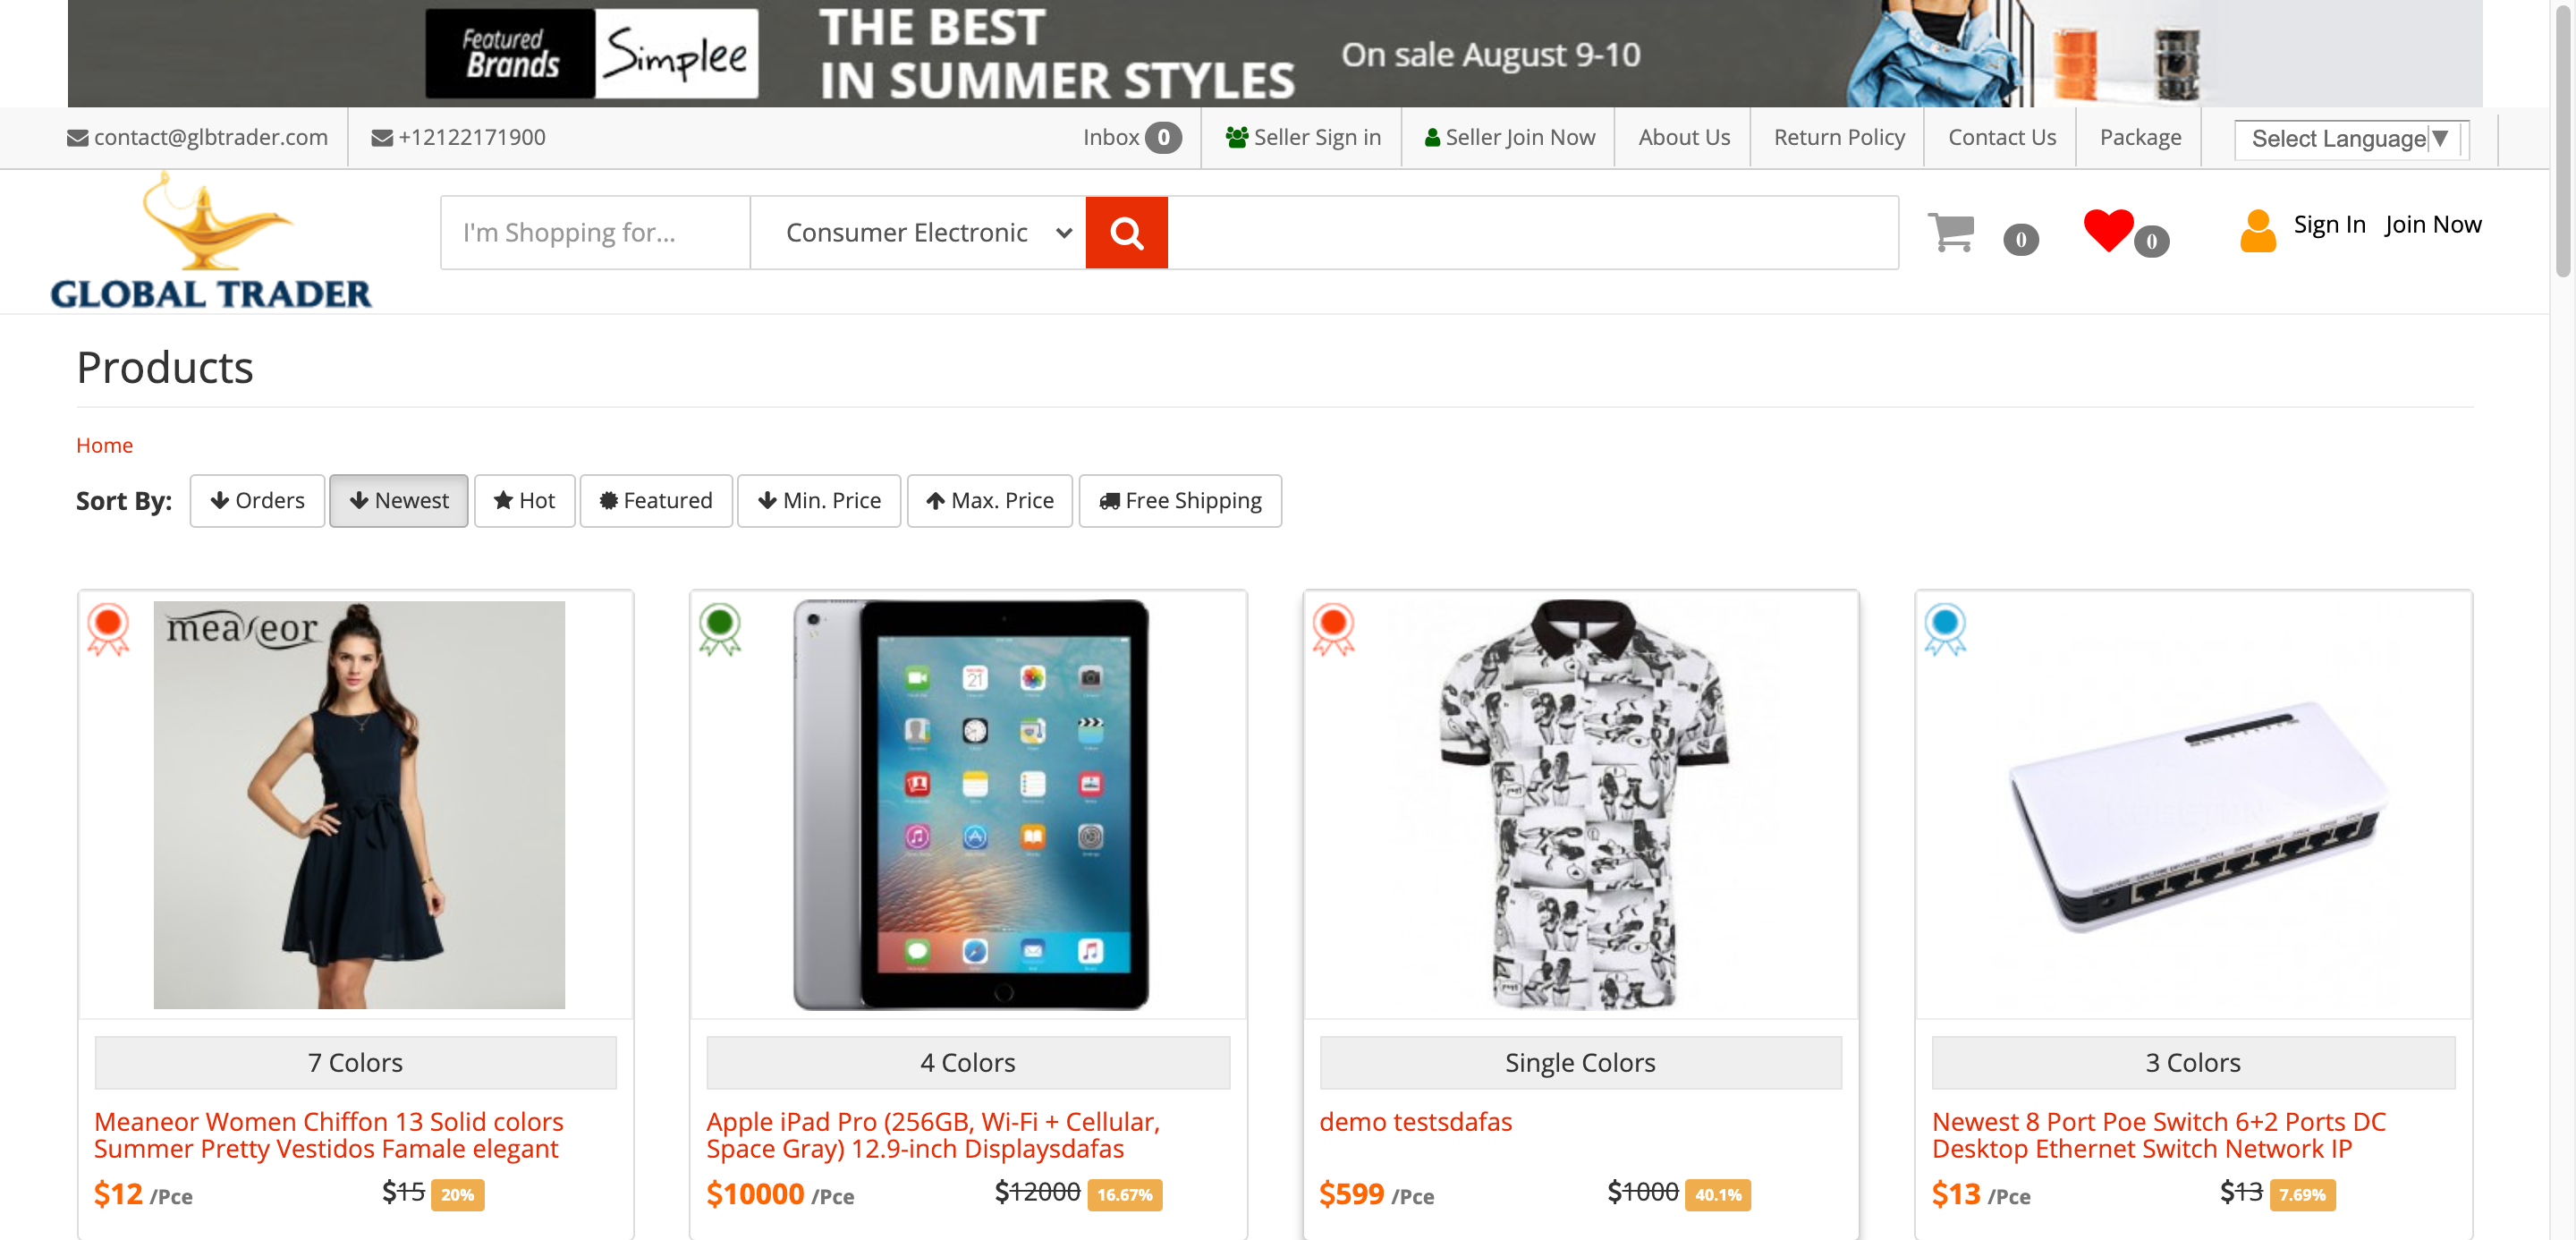 Featured
Brands
Simplee
THE BEST
IN SUMMER STYLES
On sale August 9-10
contact@glbtrader.com
+12122171900
Inbox 0
Seller Sign in
Seller Join Now
About Us
Return Policy
Contact Us
Package
Select Language▼
GLOBAL TRADER
I'm Shopping for...
Consumer Electronic
0
0
Sign In
Join Now
Products
Home
Sort By:
Orders
Newest
Hot
Featured
Min. Price
Max. Price
Free Shipping
meaneor
7 Colors
Meaneor Women Chiffon 13 Solid colors
Summer Pretty Vestidos Famale elegant
$12 /Pce
$15 20%
4 Colors
Apple iPad Pro (256GB, Wi-Fi + Cellular,
Space Gray) 12.9-inch Displaysdafas
$10000 /Pce
$12000 16.67%
Single Colors
demo testsdafas
$599 /Pce
$1000 40.1%
3 Colors
Newest 8 Port Poe Switch 6+2 Ports DC
Desktop Ethernet Switch Network IP
$13 /Pce
$13 7.69%